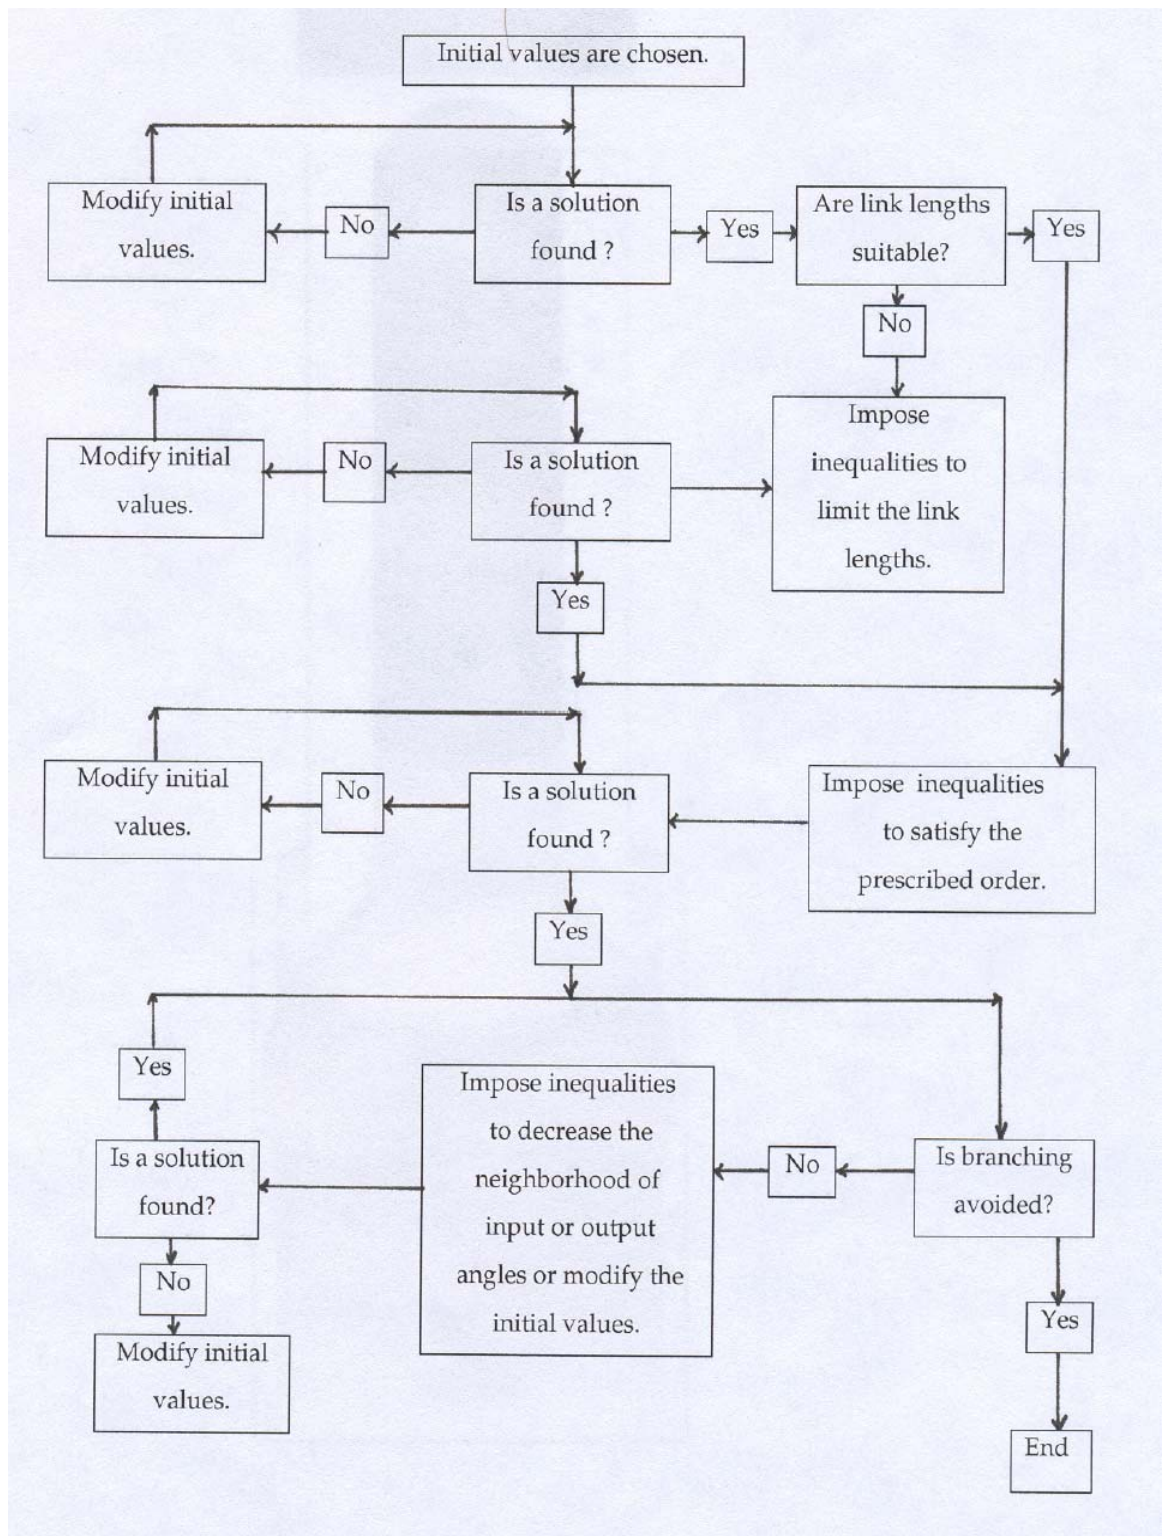 Initial values are chosen.
Modify initial
values.
No
Is a solution
found ?
Yes
Are link lengths
suitable?
Yes
No
Modify initial
values.
No
Is a solution
found ?
Impose
inequalities to
limit the link
lengths.
Yes
Modify initial
values.
No
Is a solution
found ?
Impose inequalities
to satisfy the
prescribed order.
Yes
Yes
Is a solution
found?
Impose inequalities
to decrease the
neighborhood of
input or output
angles or modify the
initial values.
No
Is branching
avoided?
No
Modify initial
values.
Yes
End